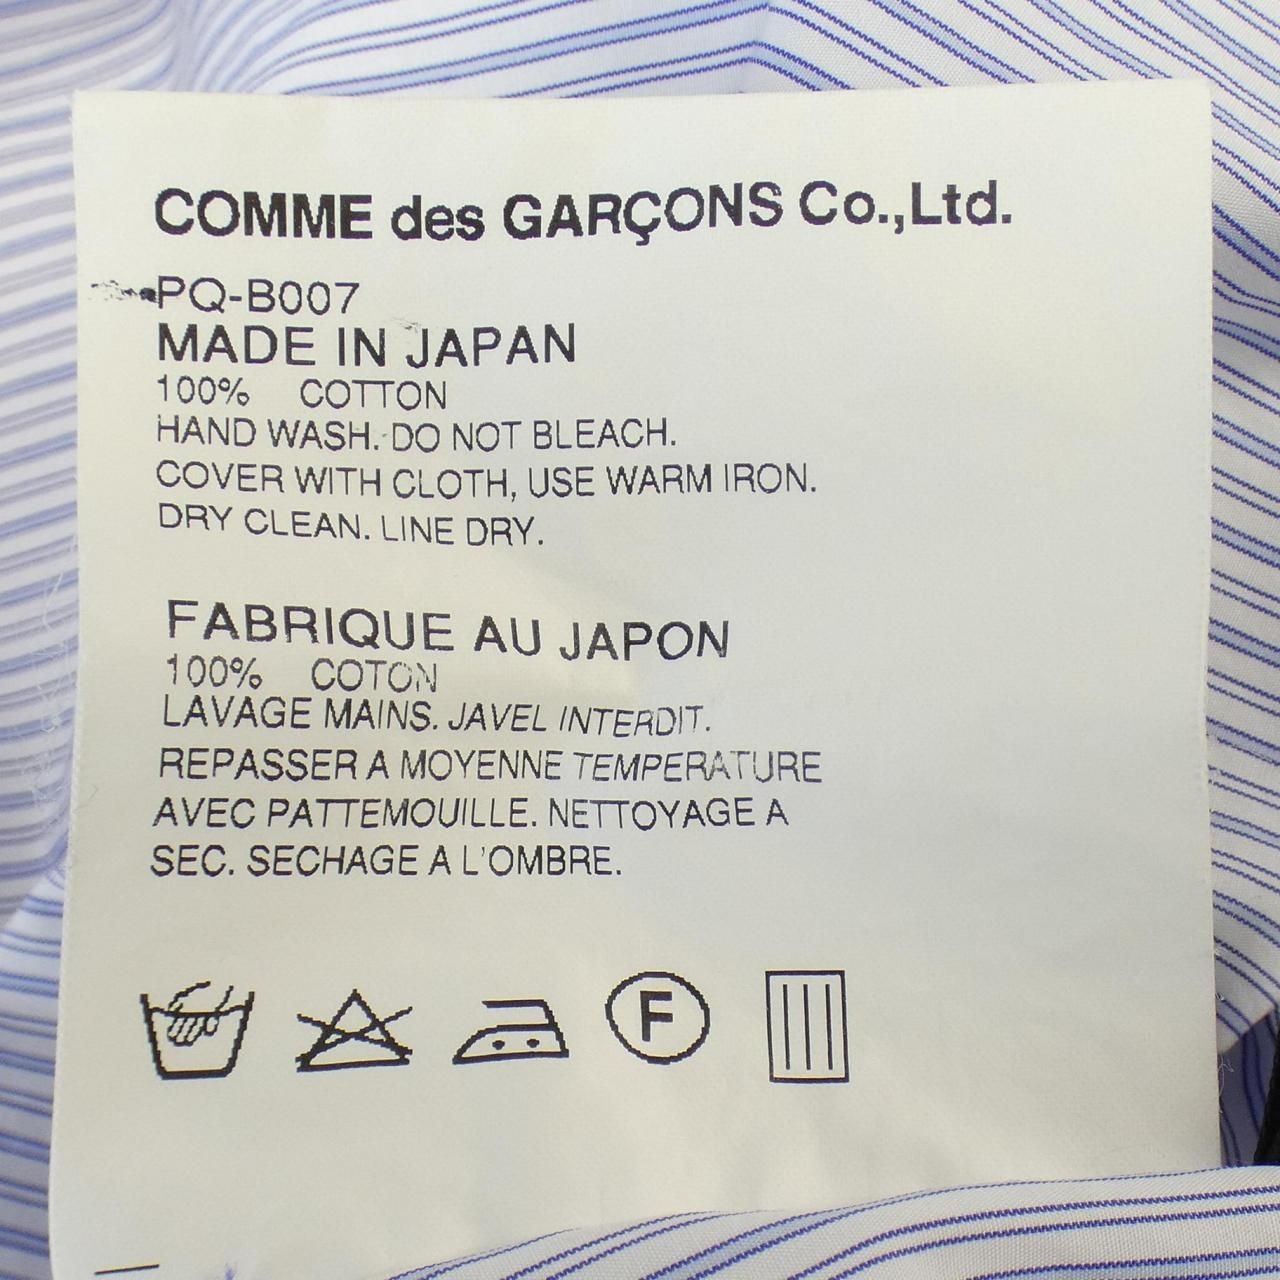 COMME des GARÇONS Co.,Ltd.
PQ-B007
MADE IN JAPAN
100% COTTON
HAND WASH. DO NOT BLEACH.
COVER WITH CLOTH, USE WARM IRON.
DRY CLEAN. LINE DRY.
FABRIQUE AU JAPON
100% COTON
LAVAGE MAINS. JAVEL INTERDIT.
REPASSER A MOYENNE TEMPERATURE
AVEC PATTEMOUILLE. NETTOYAGE A
SEC. SECHAGE A L'OMBRE.
F